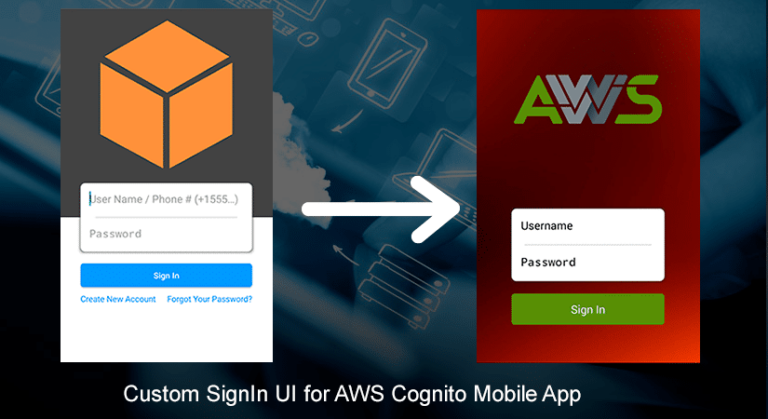 User Name / Phone # (+1555...)
Password
Sign In
Create New Account Forgot Your Password?
AWS
Username
Password
Sign In
Custom SignIn UI for AWS Cognito Mobile App